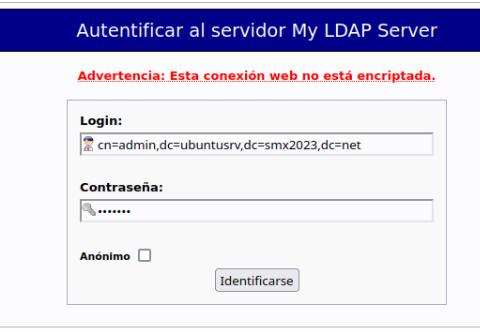 Autentificar al servidor My LDAP Server
Advertencia: Esta conexión web no está encriptada.
Login:
cn=admin,dc=ubuntusrv,dc=smx2023,dc=net
Contraseña:
•••••••
Anónimo
Identificarse